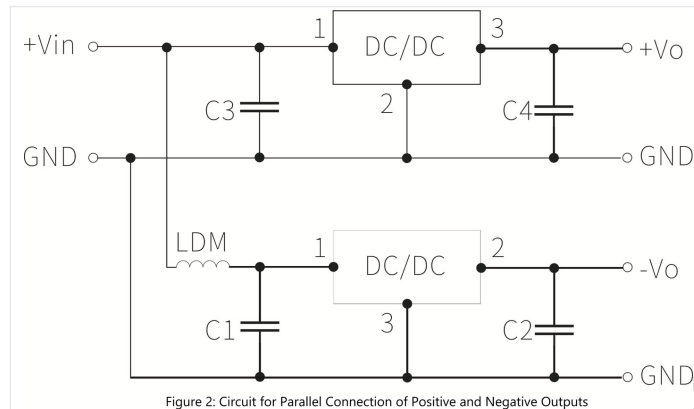 +Vin
1
DC/DC
3
+Vo
2
C3
C4
GND
GND
LDM
1
DC/DC
2
-Vo
3
C1
C2
GND
Figure 2: Circuit for Parallel Connection of Positive and Negative Outputs